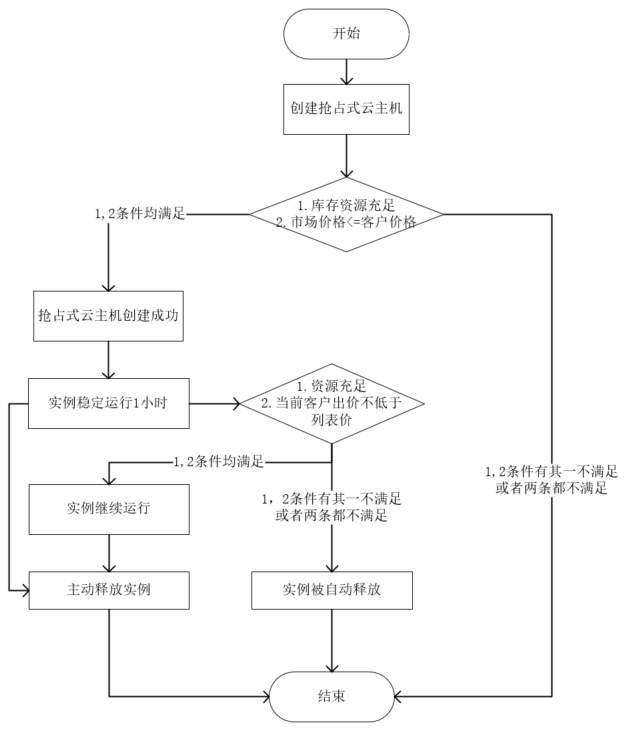 开始
创建抢占式云主机
1.库存资源充足
2.市场价格<=客户价格
1,2条件均满足
抢占式云主机创建成功
实例稳定运行1小时
1.资源充足
2.当前客户出价不低于
列表价
1,2条件均满足
1,2条件有其一不满足
或者两条都不满足
实例继续运行
1，2条件有其一不满足
或者两条都不满足
主动释放实例
实例被自动释放
结束